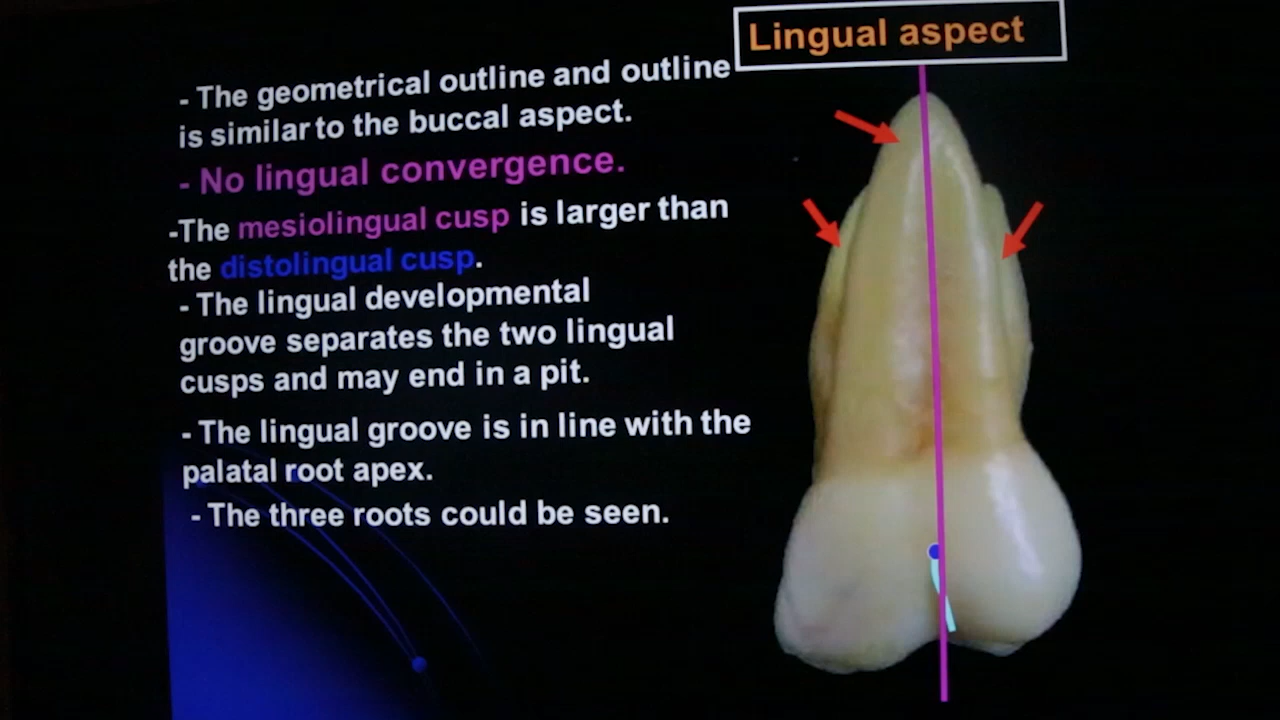 Lingual aspect
- The geometrical outline and outline
is similar to the buccal aspect.
- No lingual convergence.
-The mesiolingual cusp is larger than
the distolingual cusp.
- The lingual developmental
groove separates the two lingual
cusps and may end in a pit.
- The lingual groove is in line with the
palatal root apex.
- The three roots could be seen.